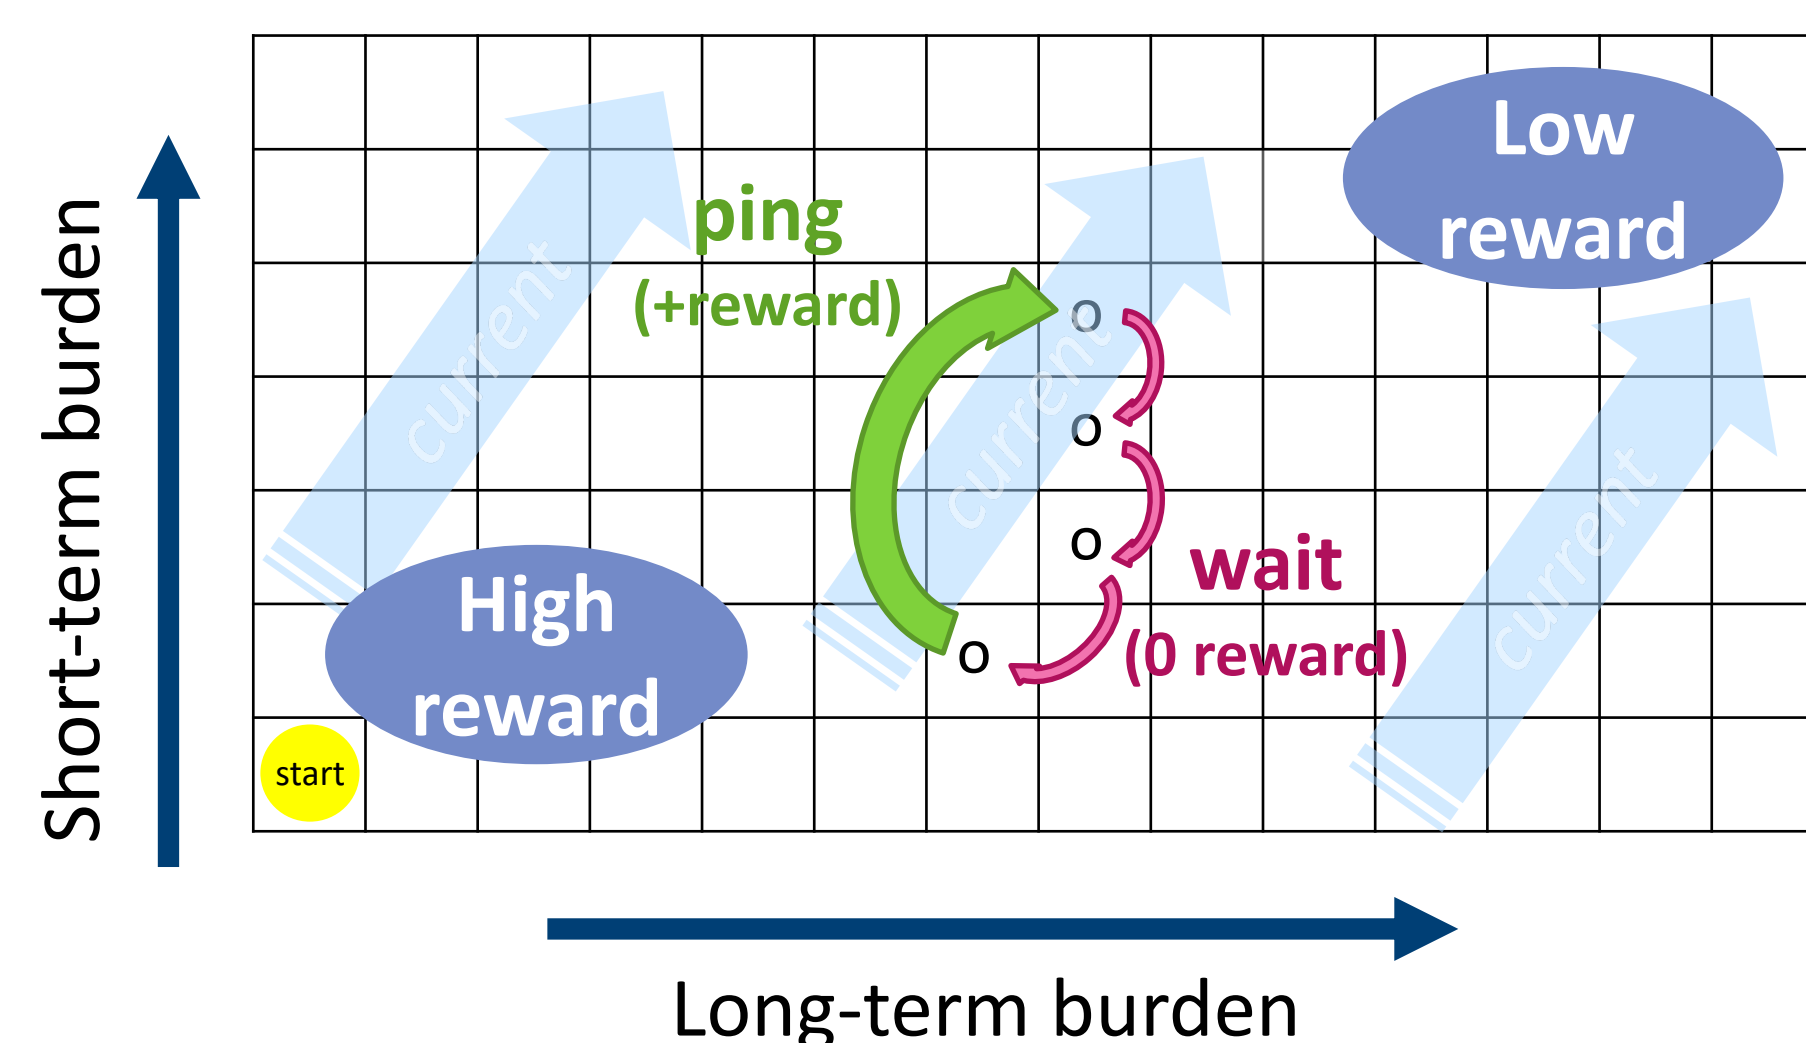 Short-term burden
current
ping
(+reward)
High
reward
start
current
o
o
o
o
wait
(0 reward)
Low
reward
current
Long-term burden